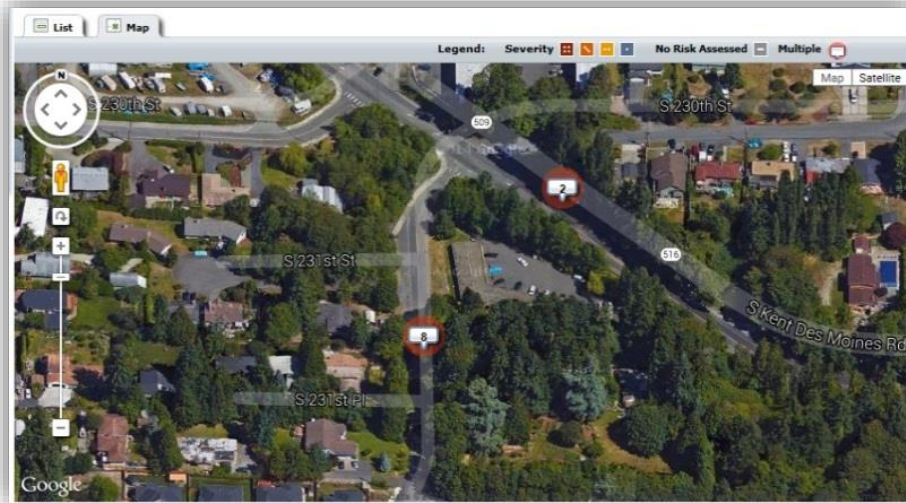 List Map
Legend: Severity No Risk Assessed Multiple
Map Satellite
N
S 230th St
S 230th St
509
2
S 231st St
516
S Kent Des Moines Rd
8
S 231st Pl
Google